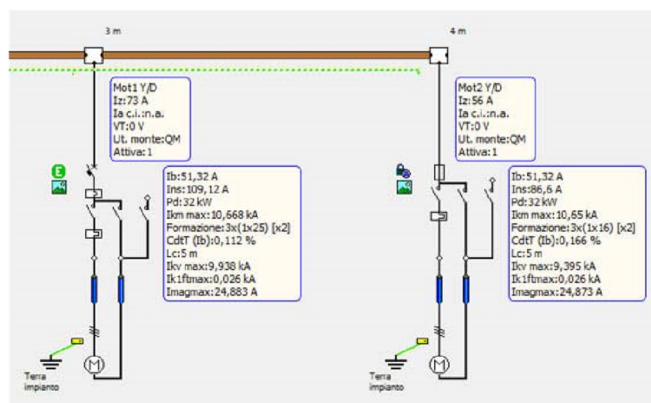 3 m
4 m
Mot1 Y/D
Iz:73 A
Ia c.i.:n.a.
VT:0 V
Ut. monte:QM
Attiva:1
Mot2 Y/D
Iz:56 A
Ia c.i.:n.a.
VT:0 V
Ut. monte:QM
Attiva:1
E
Ib:51,32 A
Ins:109,12 A
Pd:32 kW
Ikm max:10,668 kA
Formazione:3x(1x25) [x2]
CdtT (Ib):0,112 %
Lc:5 m
Ikv max:9,938 kA
Ik1ftmax:0,026 kA
Imagmax:24,883 A
Ib:51,32 A
Ins:86,6 A
Pd:32 kW
Ikm max:10,65 kA
Formazione:3x(1x16) [x2]
CdtT (Ib):0,166 %
Lc:5 m
Ikv max:9,395 kA
Ik1ftmax:0,026 kA
Imagmax:24,873 A
M
Terra
impianto
M
Terra
impianto